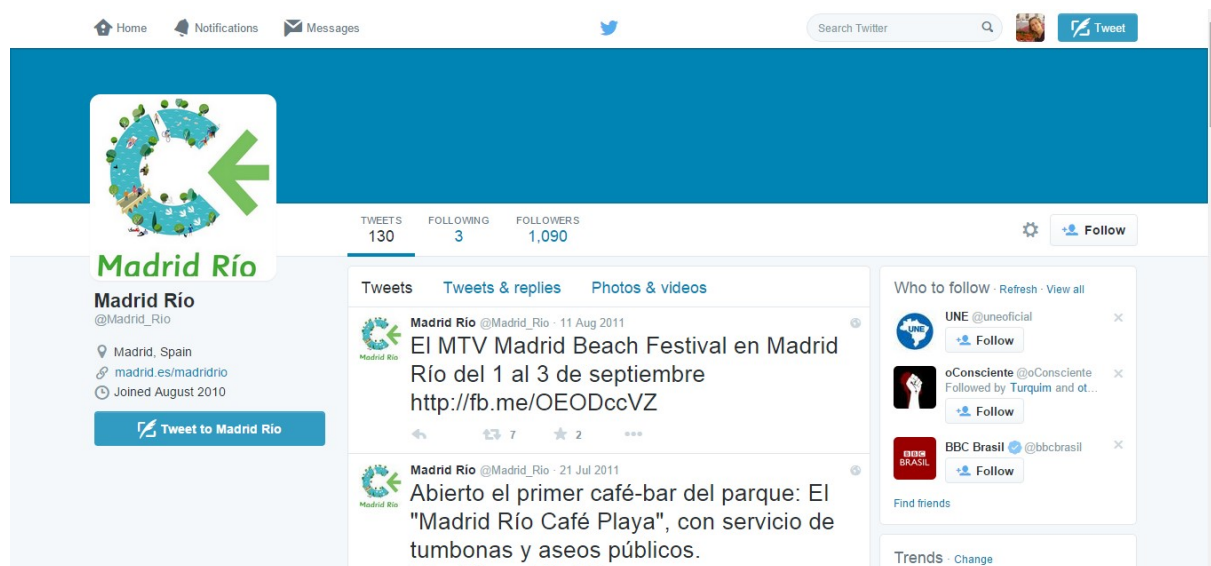 Home Notifications Messages Search Twitter Tweet
Madrid Río
TWEETS FOLLOWING FOLLOWERS
130 3 1,090
Follow
Madrid Río
@Madrid_Rio
Madrid, Spain
madrid.es/madridrio
Joined August 2010
Tweet to Madrid Río
Tweets Tweets & replies Photos & videos
Madrid Río
Madrid Río @Madrid_Rio · 11 Aug 2011
El MTV Madrid Beach Festival en Madrid
Río del 1 al 3 de septiembre
http://fb.me/OEODccVZ
7 2
Madrid Río
Madrid Río @Madrid_Rio · 21 Jul 2011
Abierto el primer café-bar del parque: El
"Madrid Río Café Playa", con servicio de
tumbonas y aseos públicos.
Who to follow · Refresh · View all
UNE
UNE @uneoficial
Follow
oConsciente @oConsciente
Followed by Turquim and ot...
Follow
BBC
BRASIL
BBC Brasil @bbcbrasil
Follow
Find friends
Trends · Change